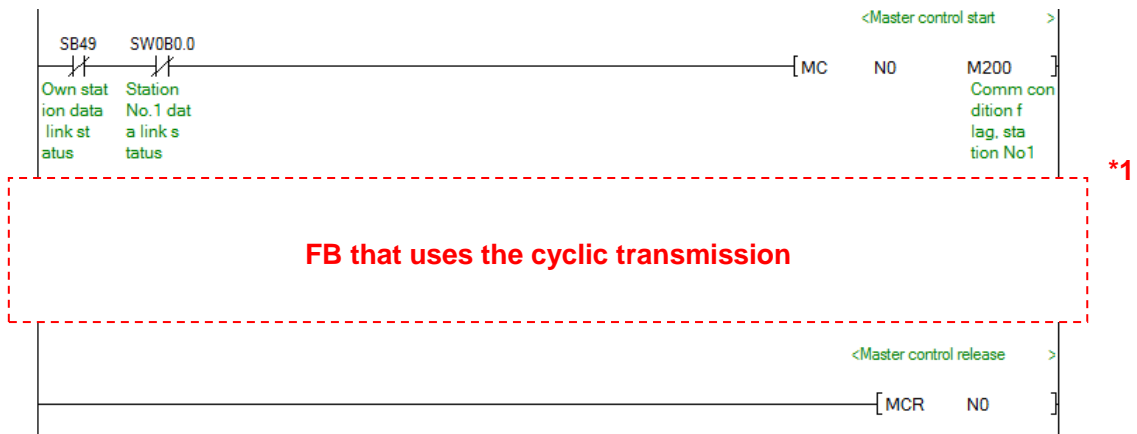 <Master control start >
SB49 SW0B0.0
MC N0 M200
Own stat Station Comm con
ion data No.1 dat dition f
link st a link s lag, sta
atus tatus tion No1
*1
FB that uses the cyclic transmission
<Master control release >
MCR N0